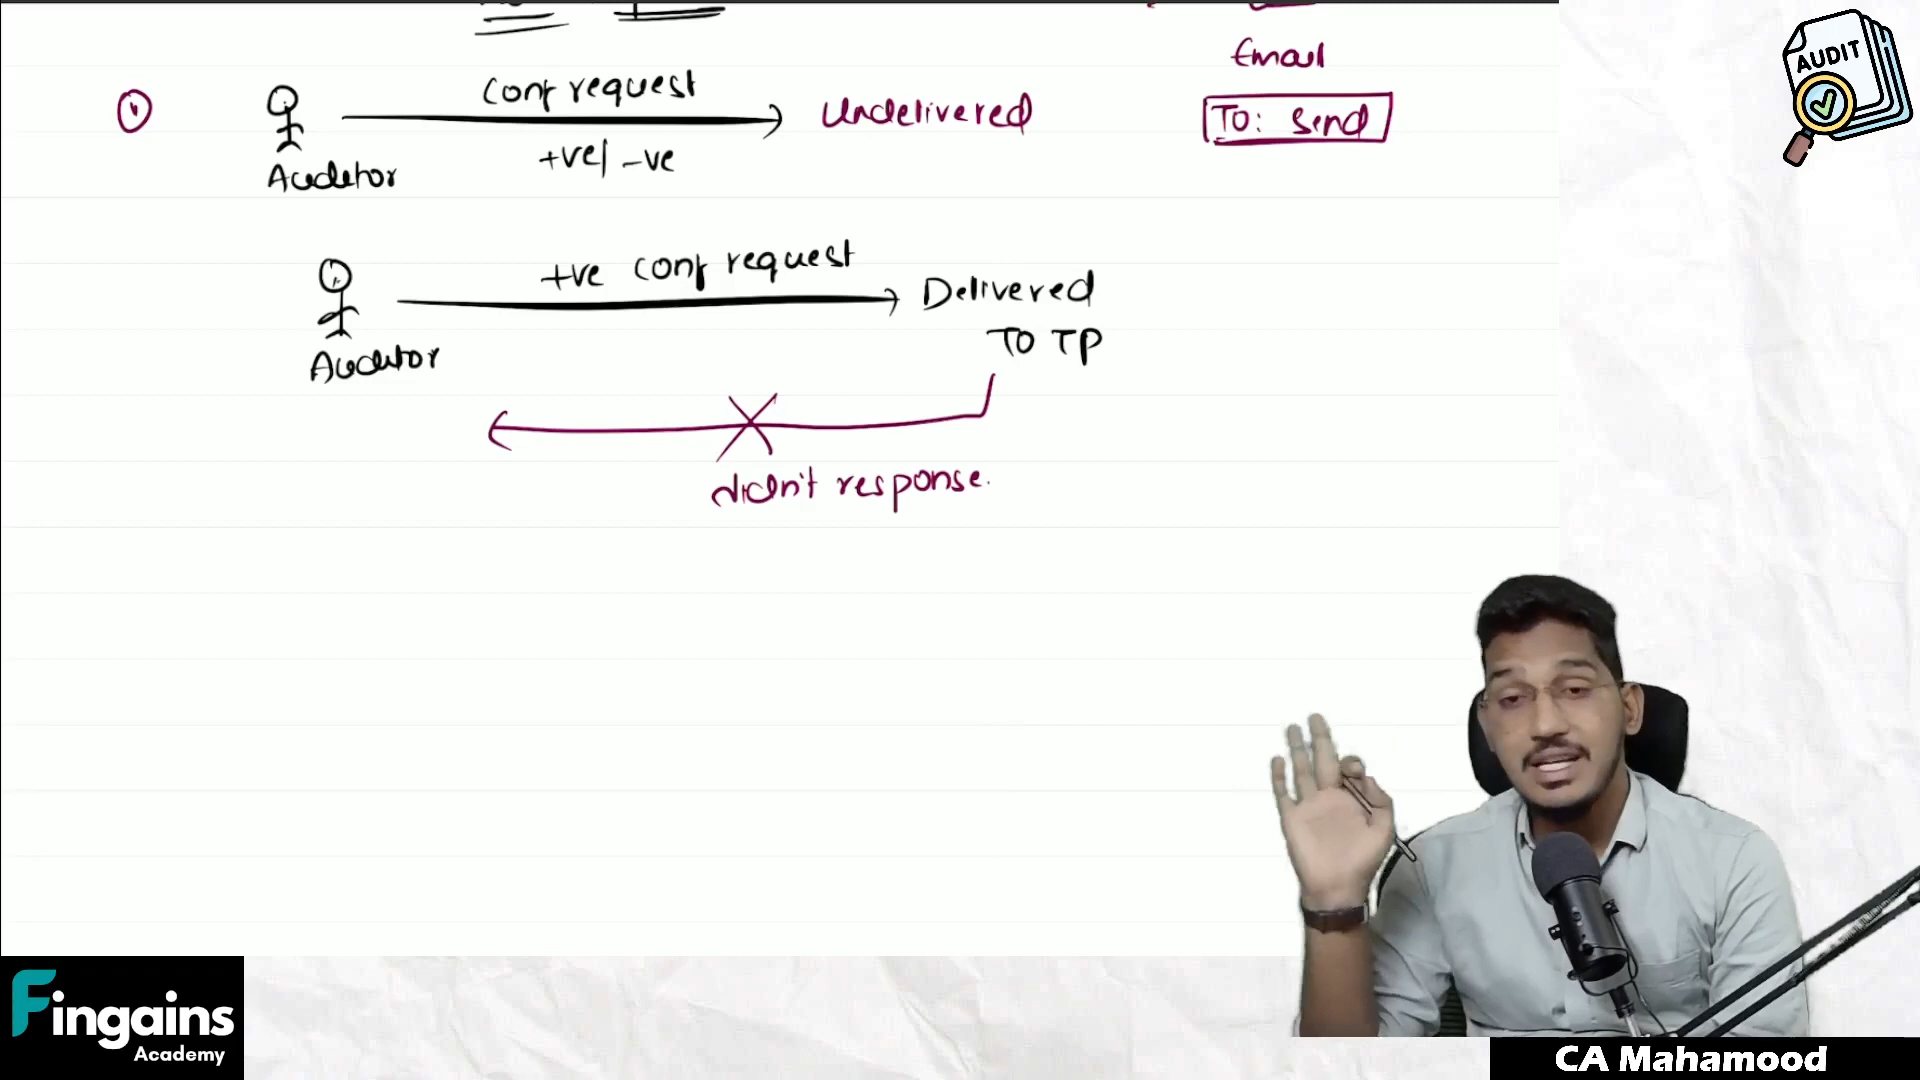 Email
①
Conf request
Undelivered
To: Send
+ve/ -ve
Auditor
+ve Conf request
Delivered
To TP
Auditor
didn't response.
AUDIT
Fingains
Academy
CA Mahamood